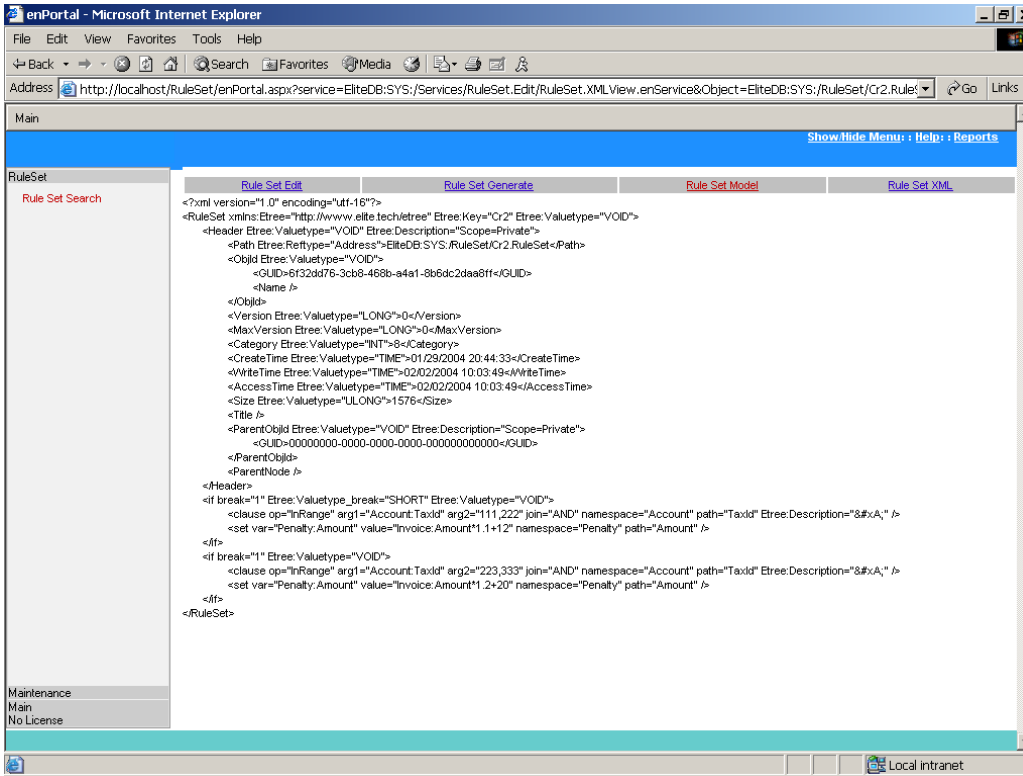 enPortal - Microsoft Internet Explorer
File Edit View Favorites Tools Help
Back Search Favorites Media
Address http://localhost/RuleSet/enPortal.aspx?service=EliteDB:SYS:/Services/RuleSet.Edit/RuleSet.XMLView.enService&Object=EliteDB:SYS:/RuleSet/Cr2.RuleS Go Links
Main
Show/Hide Menu: : Help: : Reports
RuleSet
Rule Set Search
Rule Set Edit Rule Set Generate Rule Set Model Rule Set XML
<?xml version="1.0" encoding="utf-16"?>
<RuleSet xmlns:Etree="http://www.elite.tech/etree" Etree:Key="Cr2" Etree:Valuetype="VOID">
<Header Etree:Valuetype="VOID" Etree:Description="Scope=Private">
<Path Etree:Reftype="Address">EliteDB:SYS:/RuleSet/Cr2.RuleSet</Path>
<ObjId Etree:Valuetype="VOID">
<GUID>6f32dd76-3cb8-468b-a4a1-8b6dc2daa8ff</GUID>
<Name />
</ObjId>
<Version Etree:Valuetype="LONG">0</Version>
<MaxVersion Etree:Valuetype="LONG">0</MaxVersion>
<Category Etree:Valuetype="INT">8</Category>
<CreateTime Etree:Valuetype="TIME">01/29/2004 20:44:33</CreateTime>
<WriteTime Etree:Valuetype="TIME">02/02/2004 10:03:49</WriteTime>
<AccessTime Etree:Valuetype="TIME">02/02/2004 10:03:49</AccessTime>
<Size Etree:Valuetype="ULONG">1576</Size>
<Title />
<ParentObjId Etree:Valuetype="VOID" Etree:Description="Scope=Private">
<GUID>00000000-0000-0000-0000-000000000000</GUID>
</ParentObjId>
<ParentNode />
</Header>
<if break="1" Etree:Valuetype_break="SHORT" Etree:Valuetype="VOID">
<clause op="InRange" arg1="Account:TaxId" arg2="111,222" join="AND" namespace="Account" path="TaxId" Etree:Description="&#xA;" />
<set var="Penalty:Amount" value="Invoice:Amount*1.1+12" namespace="Penalty" path="Amount" />
</if>
<if break="1" Etree:Valuetype="VOID">
<clause op="InRange" arg1="Account:TaxId" arg2="223,333" join="AND" namespace="Account" path="TaxId" Etree:Description="&#xA;" />
<set var="Penalty:Amount" value="Invoice:Amount*1.2+20" namespace="Penalty" path="Amount" />
</if>
</RuleSet>
Maintenance
Main
No License
Local intranet